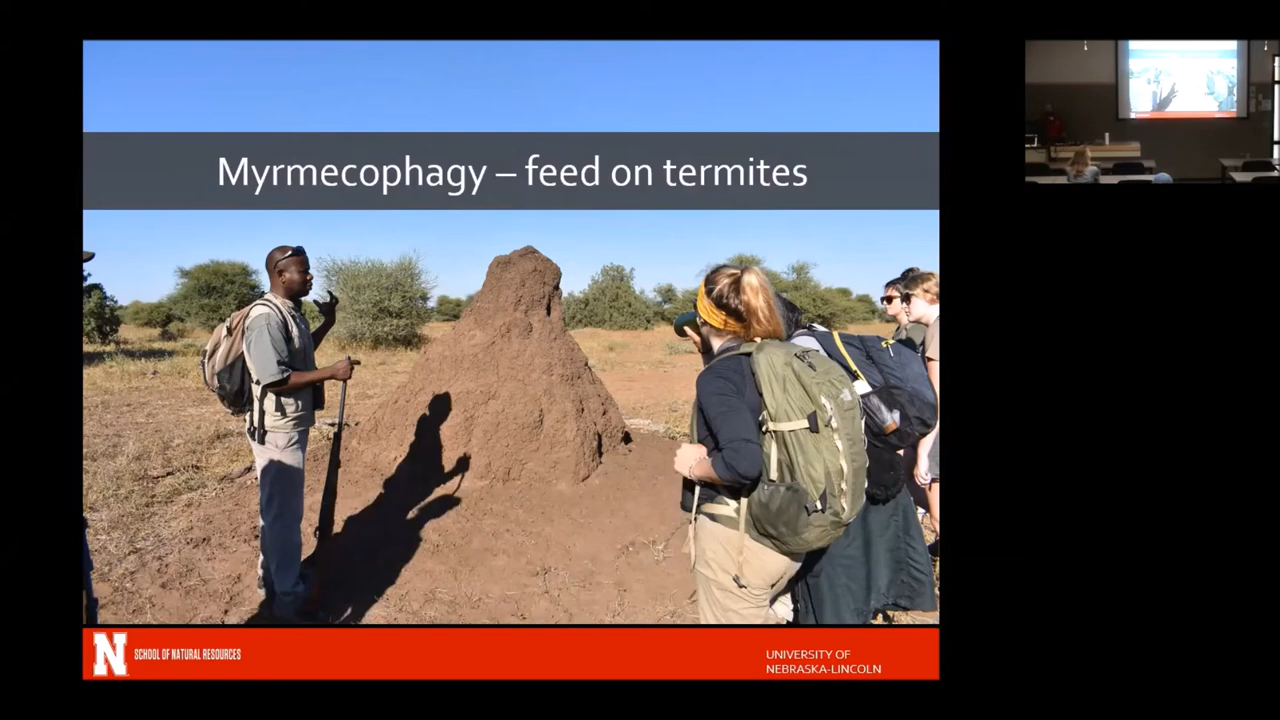 Myrmecophagy – feed on termites
N SCHOOL OF NATURAL RESOURCES
UNIVERSITY OF
NEBRASKA-LINCOLN